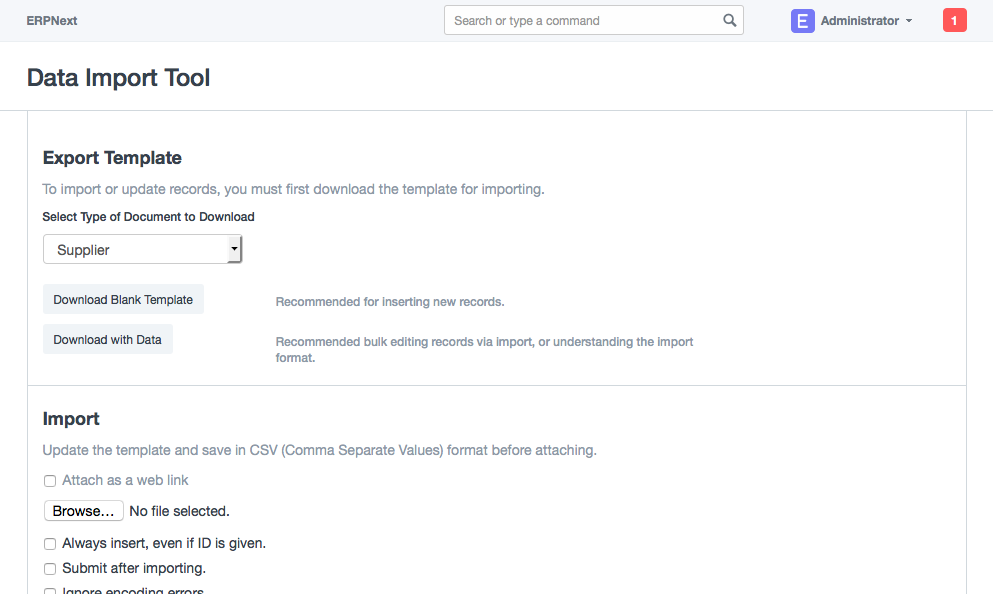 ERPNext
Search or type a command
E Administrator
1
Data Import Tool
Export Template
To import or update records, you must first download the template for importing.
Select Type of Document to Download
Supplier
Download Blank Template
Recommended for inserting new records.
Download with Data
Recommended bulk editing records via import, or understanding the import
format.
Import
Update the template and save in CSV (Comma Separate Values) format before attaching.
Attach as a web link
Browse... No file selected.
Always insert, even if ID is given.
Submit after importing.
Ignore encoding errors.